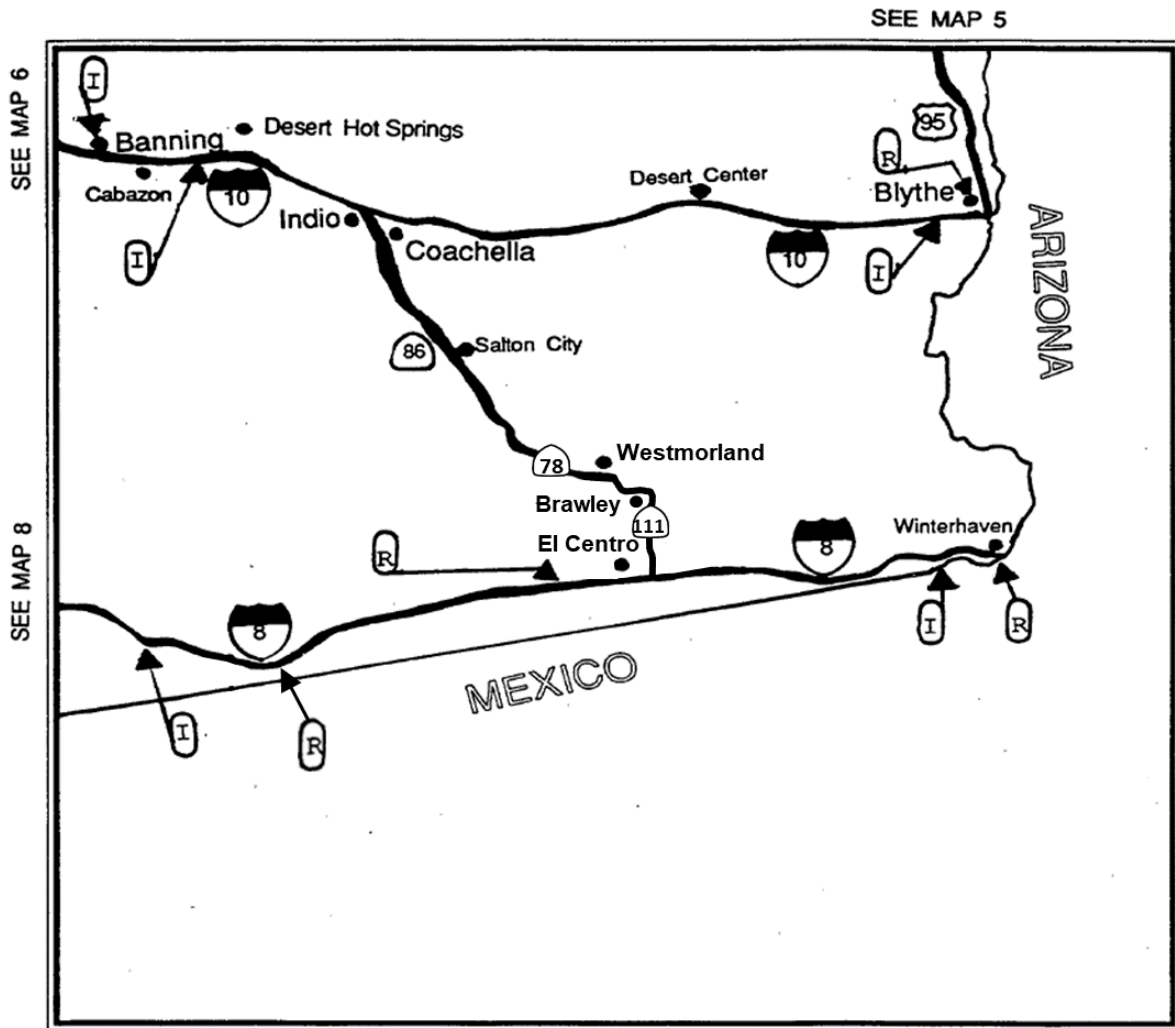 SEE MAP 5
SEE MAP 6
I
Banning
Desert Hot Springs
95
R
Cabazon
10
Desert Center
Blythe
Indio
I
Coachella
10
I
ARIZONA
86
Salton City
78
Westmorland
Brawley
111
SEE MAP 8
R
El Centro
8
Winterhaven
8
I
R
MEXICO
I
R